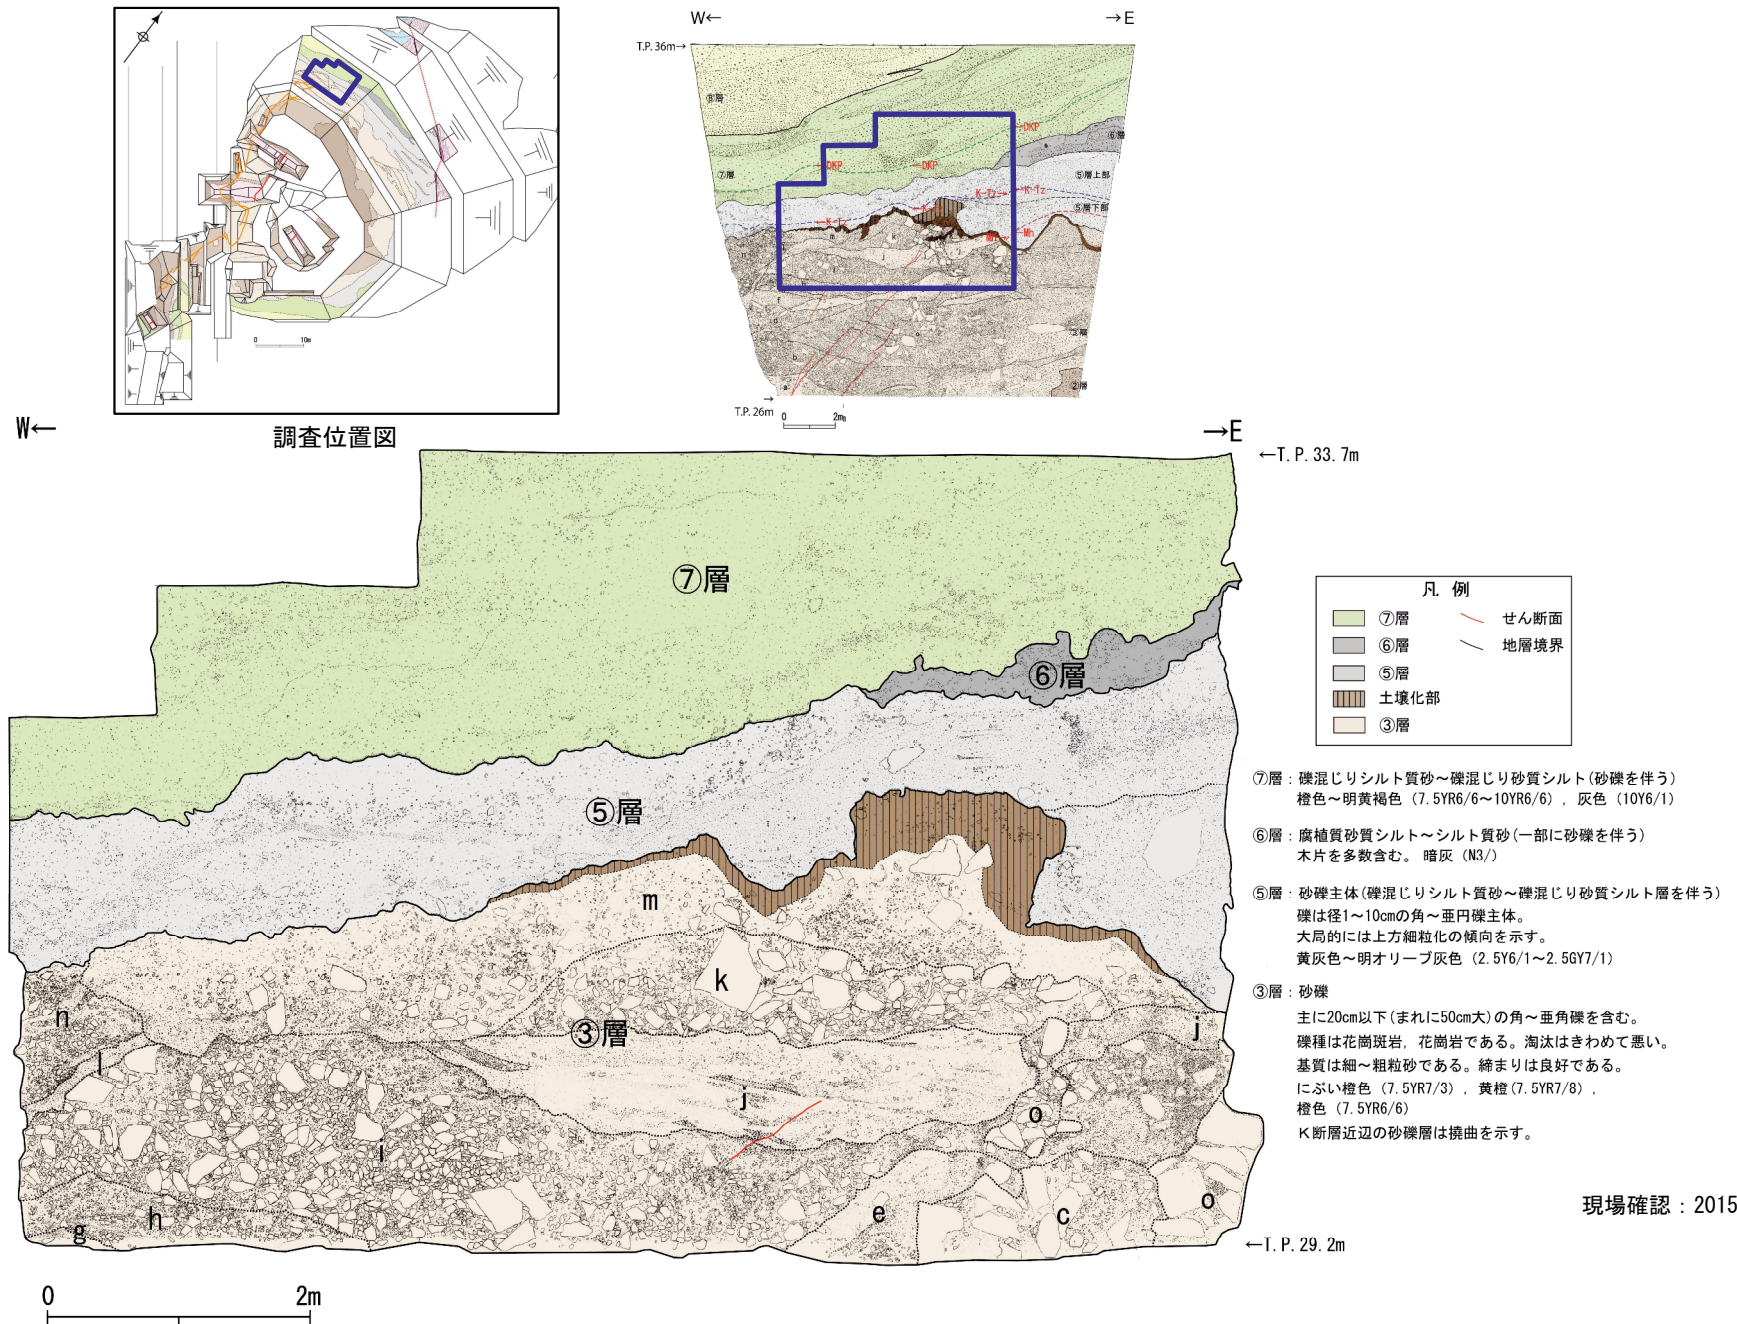 0
10m
調査位置図
W←
→E
T.P. 36m→
⑧層
⑥層
←DKP
←DKP
←DKP
⑦層
⑤層上部
K-Tz→
←K-Tz
←K-Tz
⑤層下部
Mh→
←Mh
m
k
j
i
f
③層
b
a
②層
T.P. 26m
→
0
2m
W←
→E
←T.P.33.7m
⑦層
⑥層
⑤層
m
k
n
③層
j
l
j
o
i
h
g
e
c
o
←T.P.29.2m
0
2m
凡 例
⑦層
せん断面
⑥層
地層境界
⑤層
土壌化部
③層
⑦層：礫混じりシルト質砂～礫混じり砂質シルト(砂礫を伴う)
橙色～明黄褐色（7.5YR6/6～10YR6/6），灰色（10Y6/1）
⑥層：腐植質砂質シルト～シルト質砂(一部に砂礫を伴う)
木片を多数含む。暗灰（N3/）
⑤層：砂礫主体(礫混じりシルト質砂～礫混じり砂質シルト層を伴う)
礫は径1～10cmの角～亜円礫主体。
大局的には上方細粒化の傾向を示す。
黄灰色～明オリーブ灰色（2.5Y6/1～2.5GY7/1）
③層：砂礫
主に20cm以下(まれに50cm大)の角～亜角礫を含む。
礫種は花崗斑岩，花崗岩である。淘汰はきわめて悪い。
基質は細～粗粒砂である。締まりは良好である。
にぶい橙色（7.5YR7/3），黄橙(7.5YR7/8)，
橙色（7.5YR6/6）
K断層近辺の砂礫層は撓曲を示す。
現場確認：2015